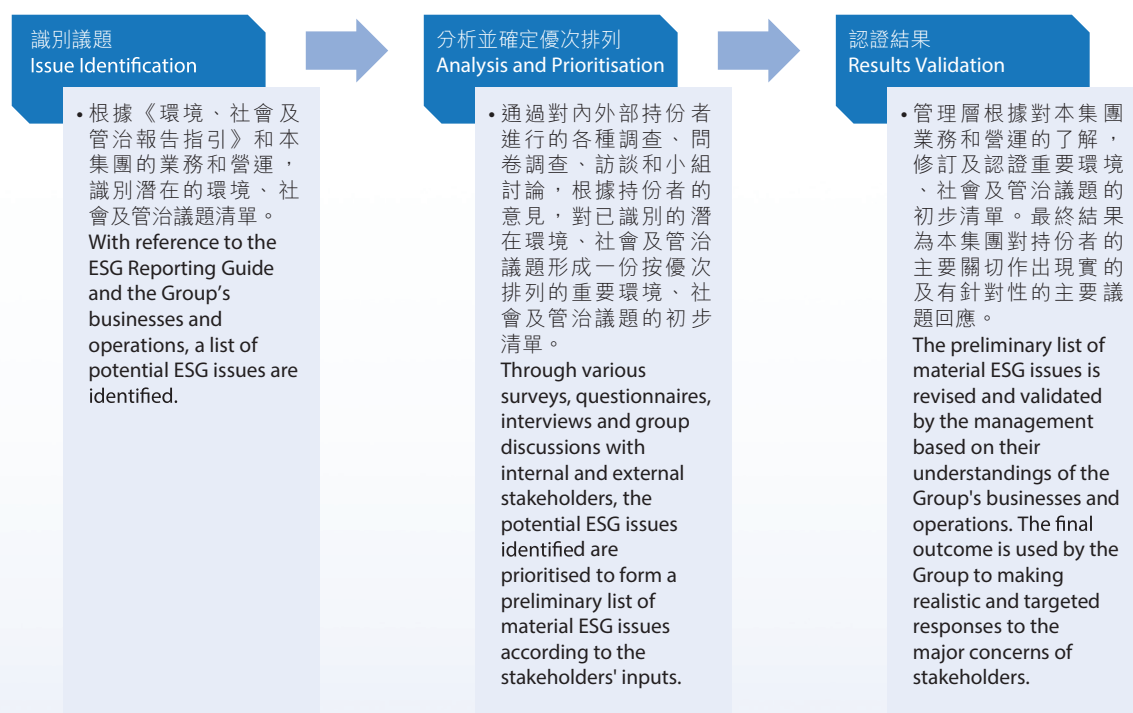 識別議題
Issue Identification
• 根據《環境、社會及
管治報告指引》和本
集團的業務和營運，
識別潛在的環境、社
會及管治議題清單。
With reference to the
ESG Reporting Guide
and the Group’s
businesses and
operations, a list of
potential ESG issues are
identified.
分析並確定優次排列
Analysis and Prioritisation
• 通過對內外部持份者
進行的各種調查、問
卷調查、訪談和小組
討論，根據持份者的
意見，對已識別的潛
在環境、社會及管治
議題形成一份按優次
排列的重要環境、社
會及管治議題的初步
清單。
Through various
surveys, questionnaires,
interviews and group
discussions with
internal and external
stakeholders, the
potential ESG issues
identified are
prioritised to form a
preliminary list of
material ESG issues
according to the
stakeholders' inputs.
認證結果
Results Validation
• 管理層根據對本集團
業務和營運的了解，
修訂及認證重要環境
、社會及管治議題的
初步清單。最終結果
為本集團對持份者的
主要關切作出現實的
及有針對性的主要議
題回應。
The preliminary list of
material ESG issues is
revised and validated
by the management
based on their
understandings of the
Group's businesses and
operations. The final
outcome is used by the
Group to making
realistic and targeted
responses to the
major concerns of
stakeholders.